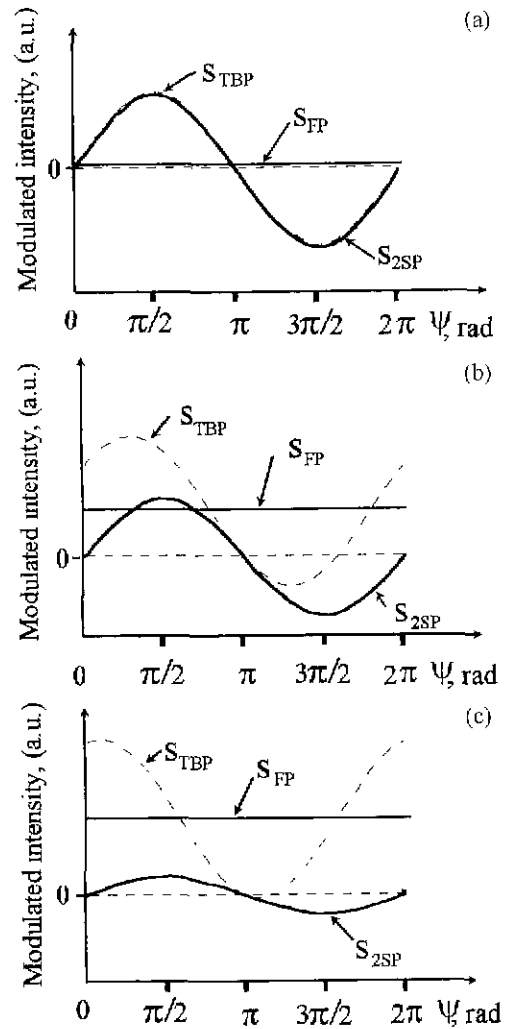 (a)
Modulated intensity, (a.u.)
S_TBP
S_FP
0
S_2SP
0 π/2 π 3π/2 2π Ψ, rad
(b)
Modulated intensity, (a.u.)
S_TBP
S_FP
0
S_2SP
0 π/2 π 3π/2 2π Ψ, rad
(c)
Modulated intensity, (a.u.)
S_TBP
S_FP
0
S_2SP
0 π/2 π 3π/2 2π Ψ, rad